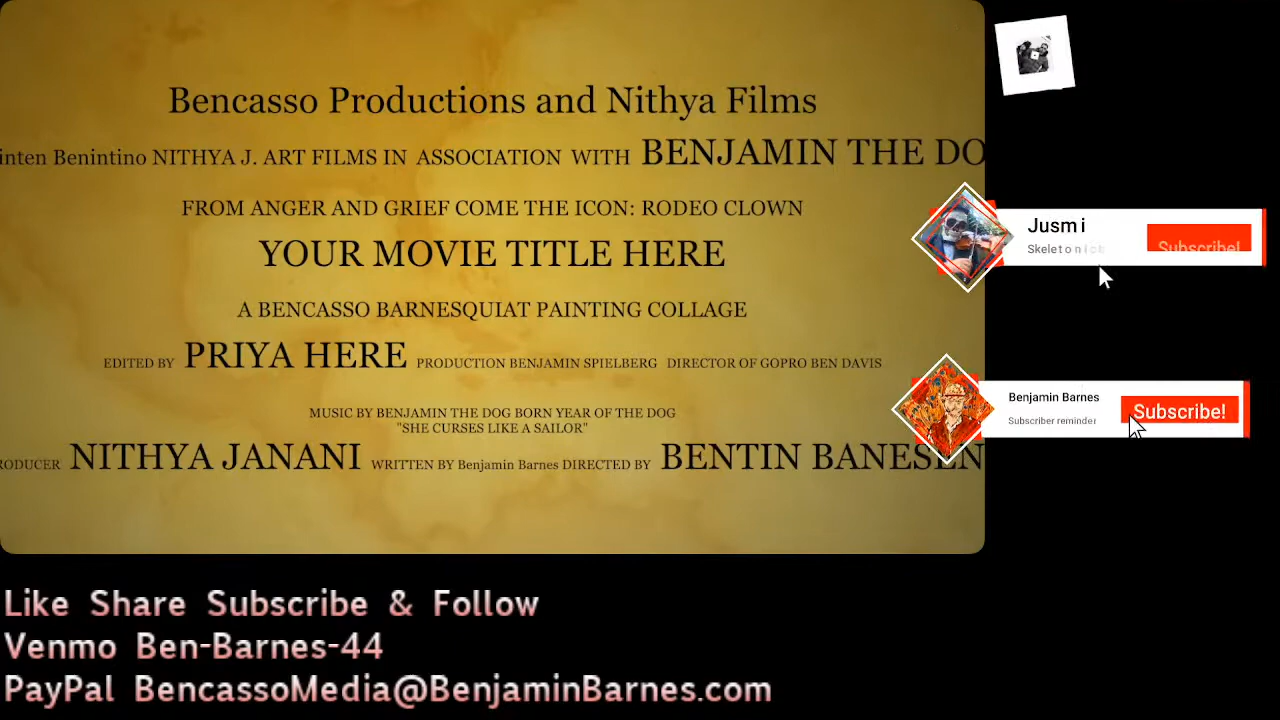 Bencasso Productions and Nithya Films
Benintino NITHYA J. ART FILMS IN ASSOCIATION WITH BENJAMIN THE
FROM ANGER AND GRIEF COME THE ICON: RODEO CLOWN
YOUR MOVIE TITLE HERE
A BENCASSO BARNESQUIAT PAINTING COLLAGE
EDITED BY PRIYA HERE PRODUCTION BENJAMIN SPIELBERG DIRECTOR OF GOPRO BEN DAVIS
MUSIC BY BENJAMIN THE DOG BORN YEAR OF THE DOG
"SHE CURSES LIKE A SAILOR"
NITHYA JANANI WRITTEN BY Benjamin Barnes DIRECTED BY BENTIN BANESEN
Jusmi
Subscribe!
Benjamin Barnes
Subscriber reminder
Subscribe!
Like Share Subscribe & Follow
Venmo Ben-Barnes-44
PayPal BencassoMedia@BenjaminBarnes.com